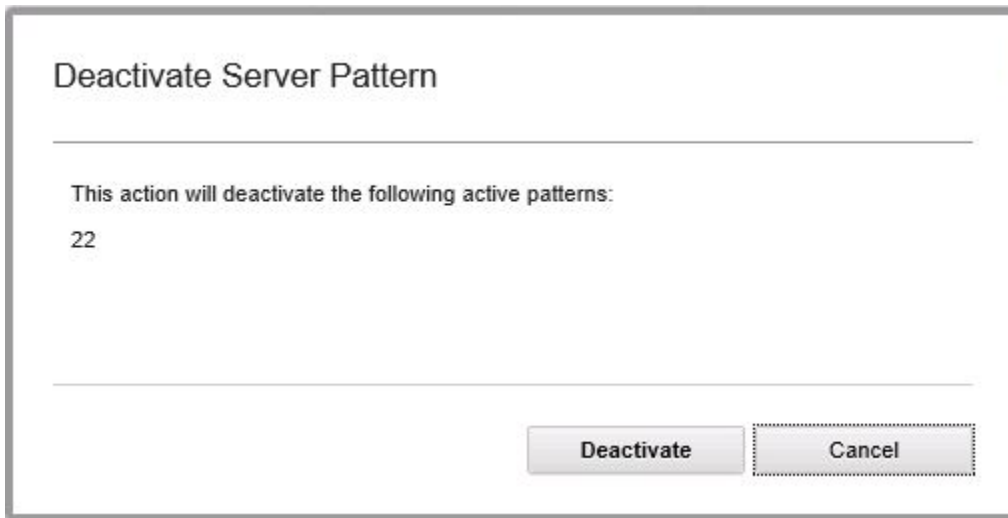 Deactivate Server Pattern
This action will deactivate the following active patterns:
22
Deactivate
Cancel